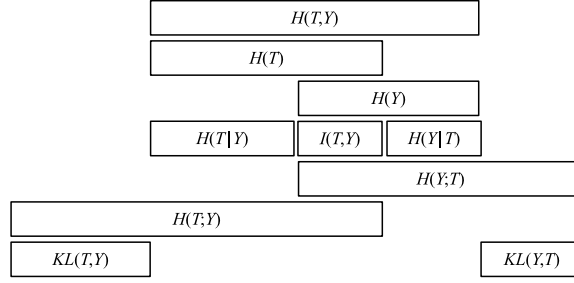 H(T,Y)
H(T)
H(Y)
H(T|Y) I(T,Y) H(Y|T)
H(Y;T)
H(T;Y)
KL(T,Y) KL(Y,T)